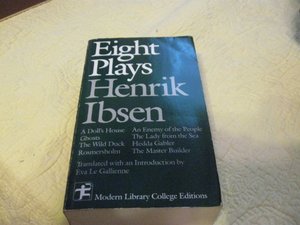 Eight
Plays
Henrik
Ibsen
A Doll's House
Ghosts
The Wild Duck
Rosmersholm
An Enemy of the People
The Lady from the Sea
Hedda Gabler
The Master Builder
Translated with an Introduction by
Eva Le Gallienne
Modern Library College Editions